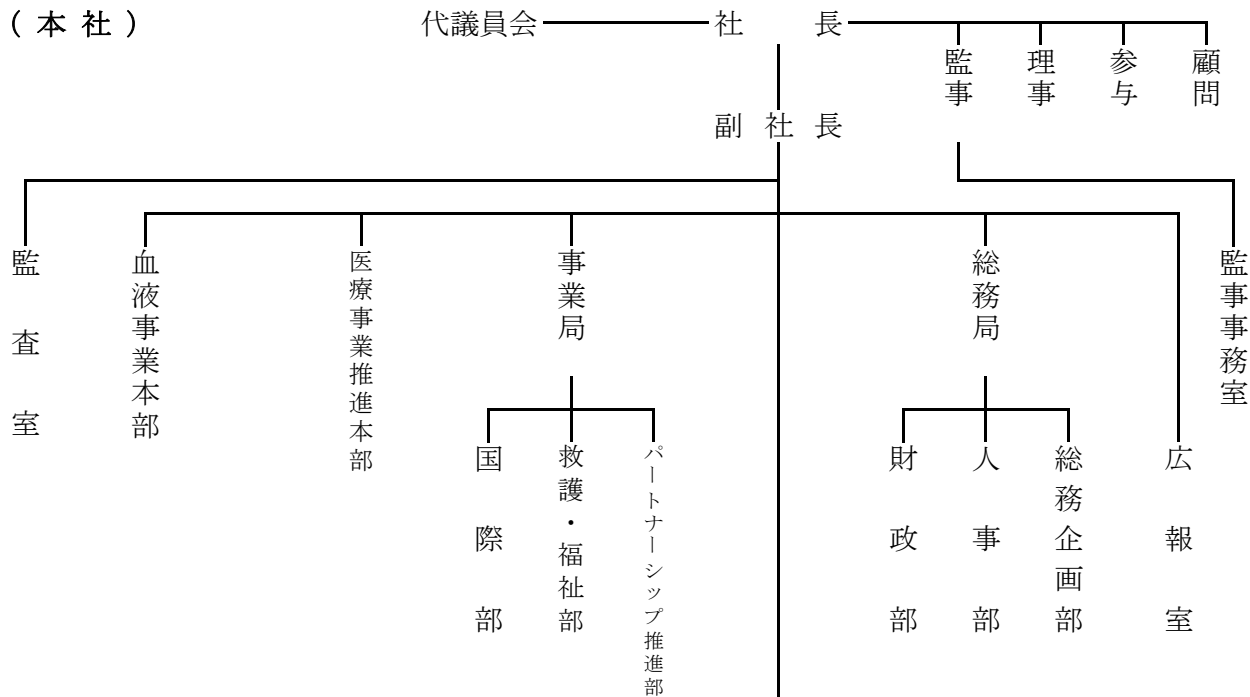 (本社)
代議員会
社長
監事
理事
参与
顧問
副社長
広報室
総務局
総務企画部
人事部
財政部
事業局
パートナーシップ推進部
救護・福祉部
国際部
医療事業推進本部
血液事業本部
監査室
監事事務室